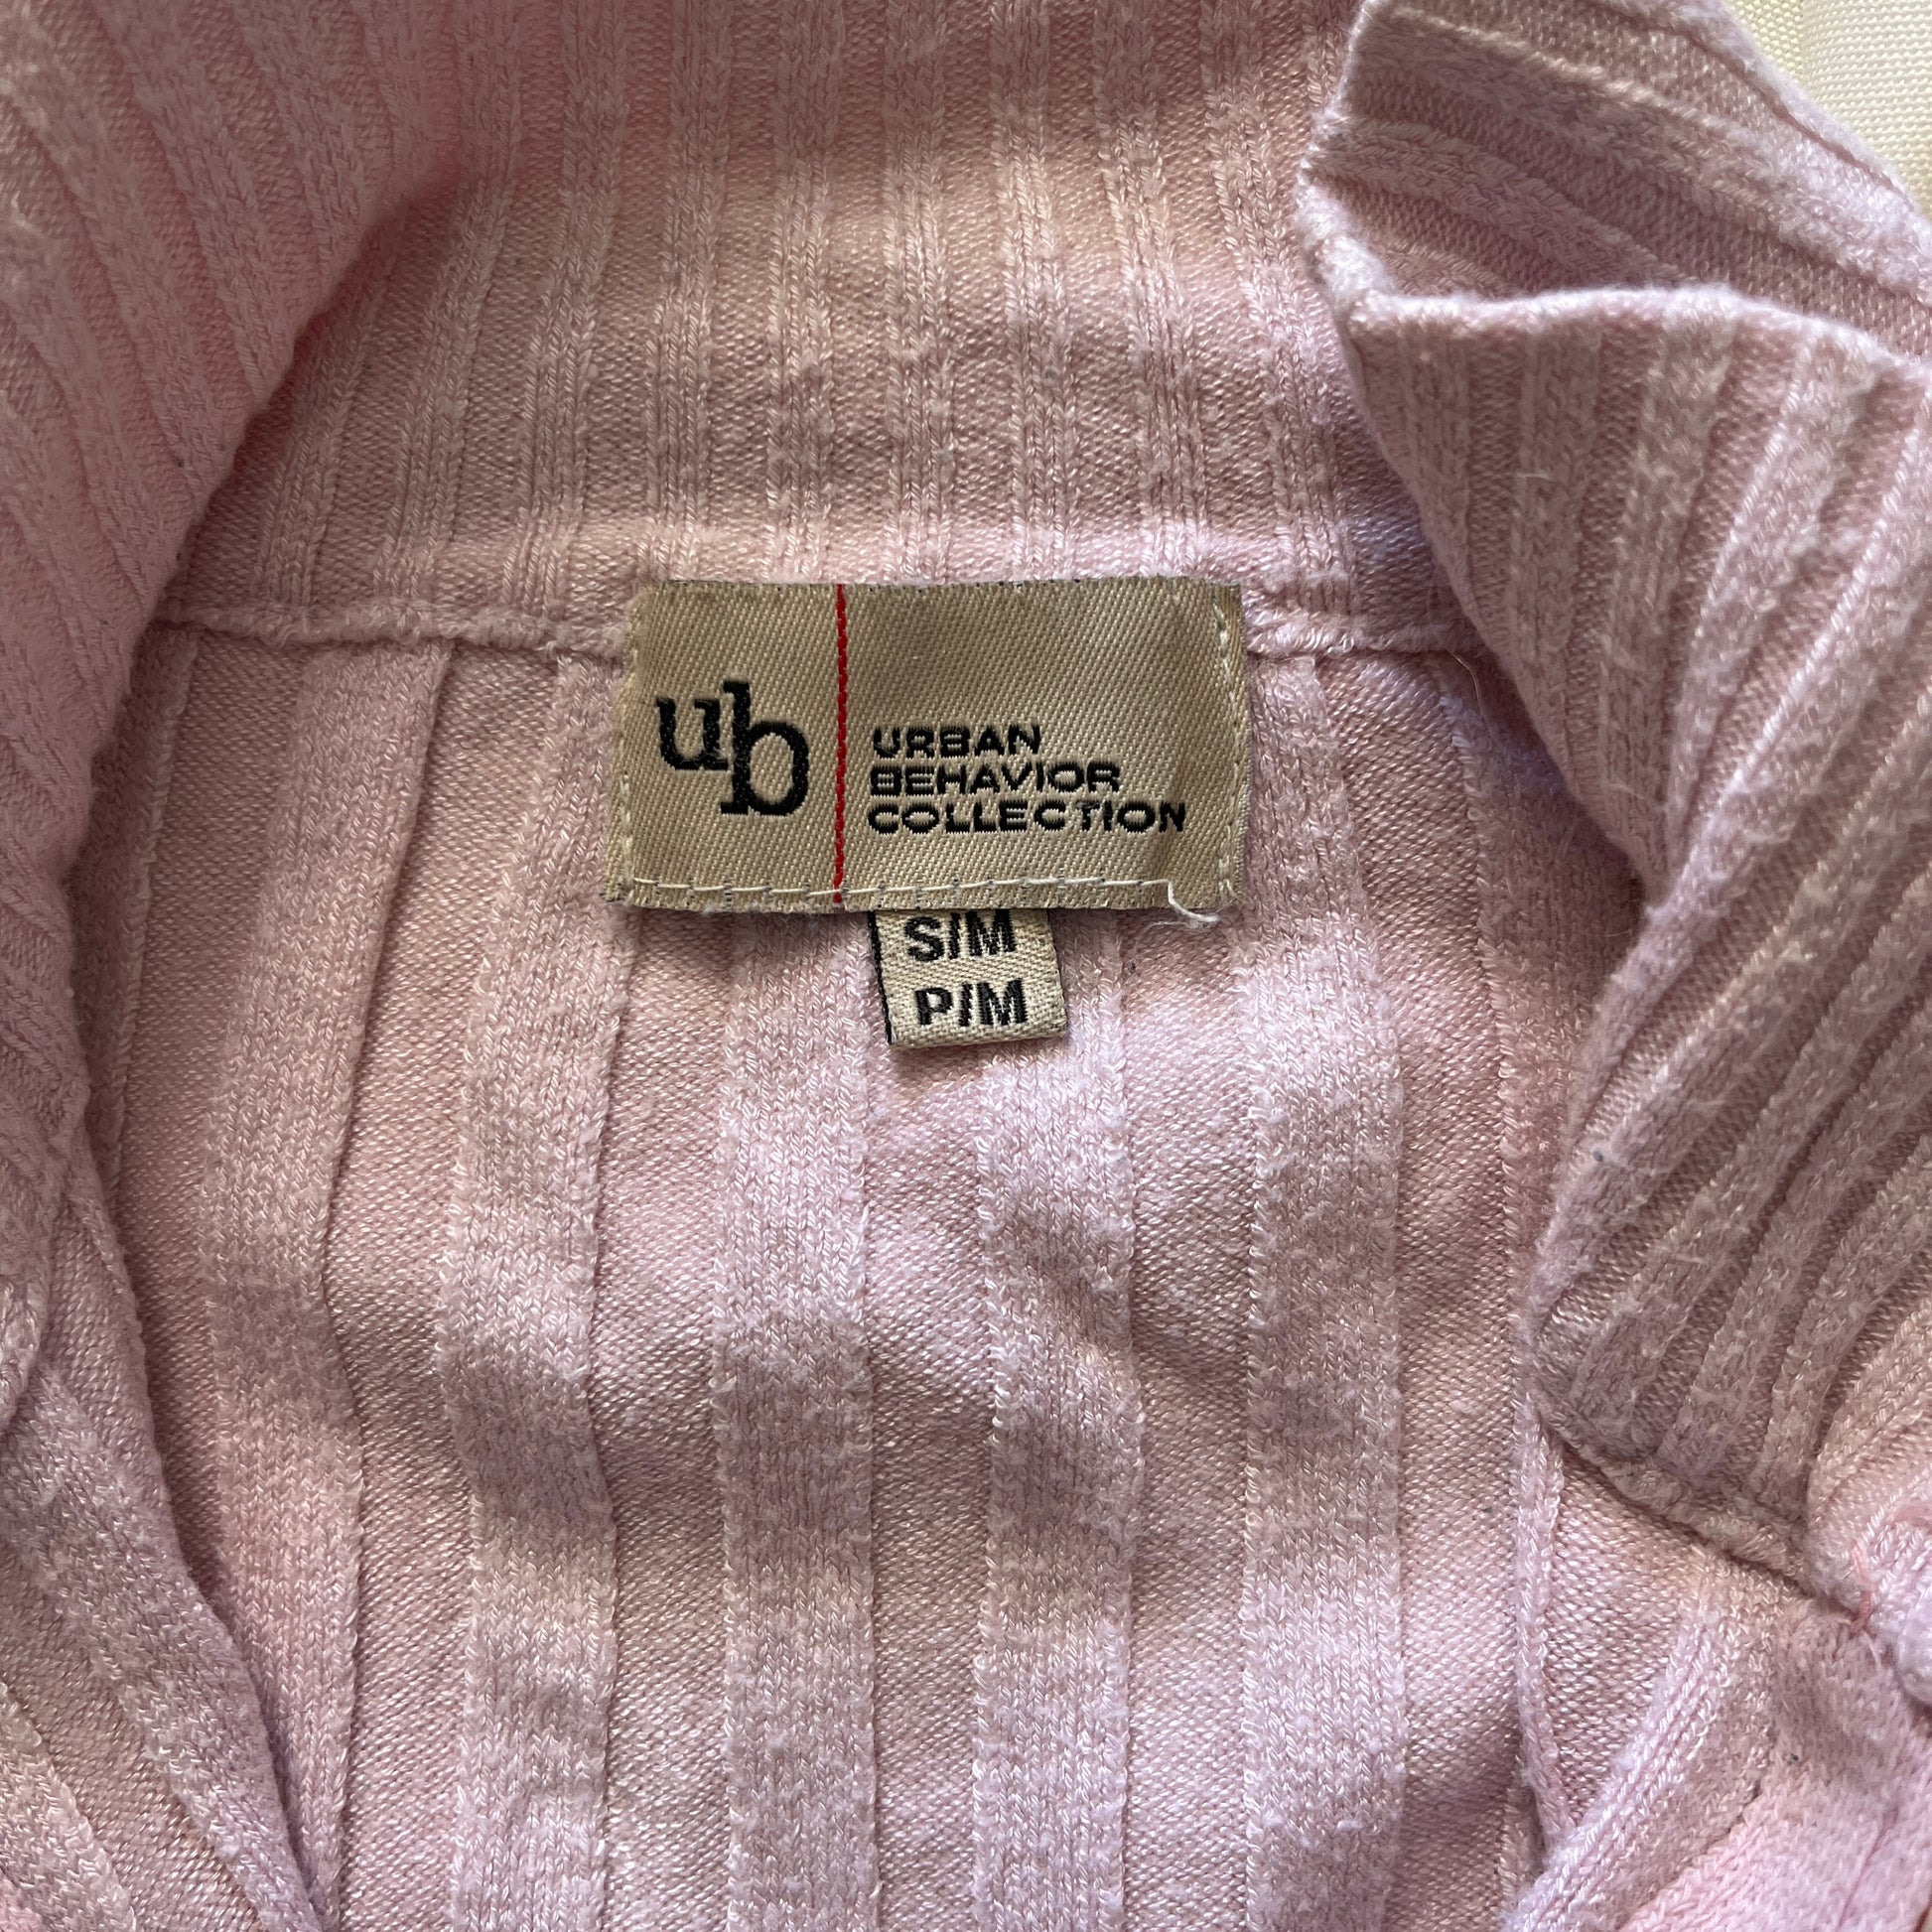 ub
URBAN
BEHAVIOR
COLLECTION
S/M
P/M